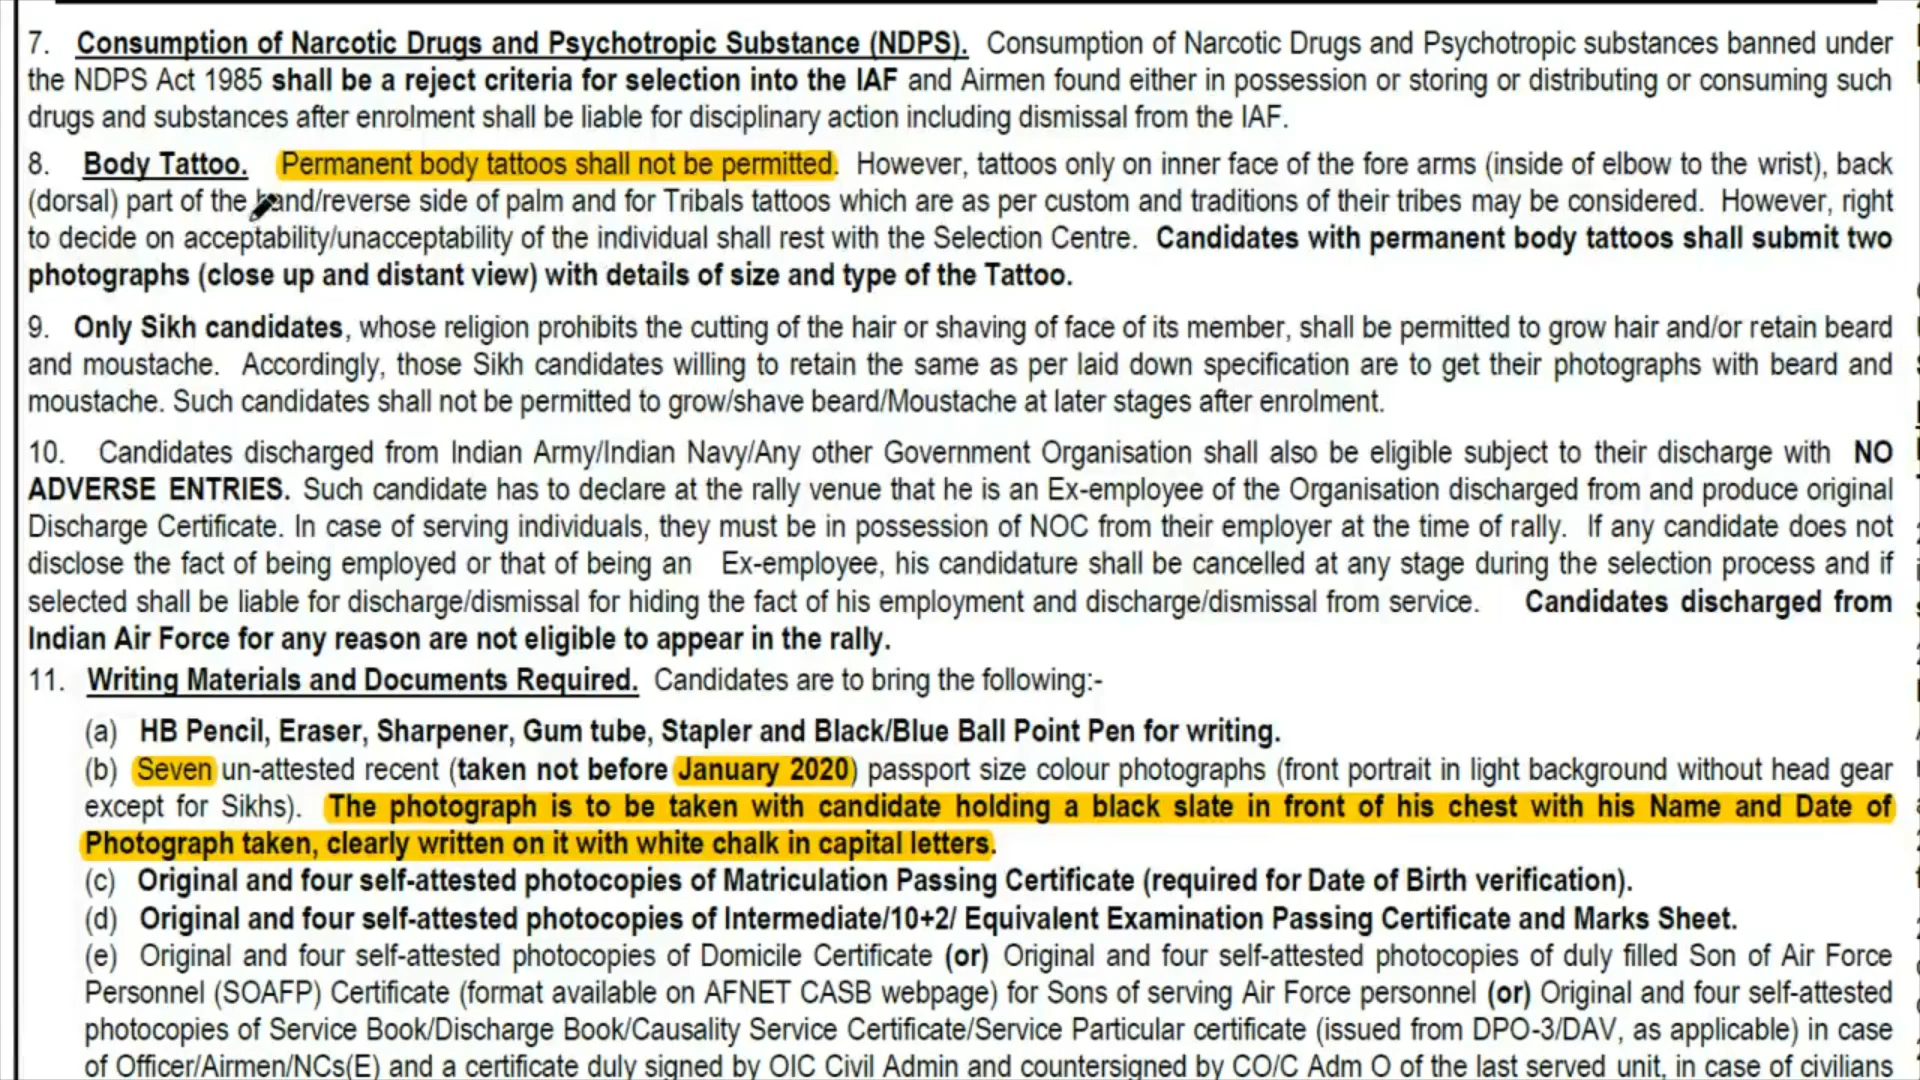 7. Consumption of Narcotic Drugs and Psychotropic Substance (NDPS). Consumption of Narcotic Drugs and Psychotropic substances banned under
the NDPS Act 1985 shall be a reject criteria for selection into the IAF and Airmen found either in possession or storing or distributing or consuming such
drugs and substances after enrolment shall be liable for disciplinary action including dismissal from the IAF.
8. Body Tattoo. Permanent body tattoos shall not be permitted. However, tattoos only on inner face of the fore arms (inside of elbow to the wrist), back
(dorsal) part of the hand/reverse side of palm and for Tribals tattoos which are as per custom and traditions of their tribes may be considered. However, right
to decide on acceptability/unacceptability of the individual shall rest with the Selection Centre. Candidates with permanent body tattoos shall submit two
photographs (close up and distant view) with details of size and type of the Tattoo.
9. Only Sikh candidates, whose religion prohibits the cutting of the hair or shaving of face of its member, shall be permitted to grow hair and/or retain beard
and moustache. Accordingly, those Sikh candidates willing to retain the same as per laid down specification are to get their photographs with beard and
moustache. Such candidates shall not be permitted to grow/shave beard/Moustache at later stages after enrolment.
10. Candidates discharged from Indian Army/Indian Navy/Any other Government Organisation shall also be eligible subject to their discharge with NO
ADVERSE ENTRIES. Such candidate has to declare at the rally venue that he is an Ex-employee of the Organisation discharged from and produce original
Discharge Certificate. In case of serving individuals, they must be in possession of NOC from their employer at the time of rally. If any candidate does not
disclose the fact of being employed or that of being an Ex-employee, his candidature shall be cancelled at any stage during the selection process and if
selected shall be liable for discharge/dismissal for hiding the fact of his employment and discharge/dismissal from service. Candidates discharged from
Indian Air Force for any reason are not eligible to appear in the rally.
11. Writing Materials and Documents Required. Candidates are to bring the following:-
(a) HB Pencil, Eraser, Sharpener, Gum tube, Stapler and Black/Blue Ball Point Pen for writing.
(b) Seven un-attested recent (taken not before January 2020) passport size colour photographs (front portrait in light background without head gear
except for Sikhs). The photograph is to be taken with candidate holding a black slate in front of his chest with his Name and Date of
Photograph taken, clearly written on it with white chalk in capital letters.
(c) Original and four self-attested photocopies of Matriculation Passing Certificate (required for Date of Birth verification).
(d) Original and four self-attested photocopies of Intermediate/10+2/ Equivalent Examination Passing Certificate and Marks Sheet.
(e) Original and four self-attested photocopies of Domicile Certificate (or) Original and four self-attested photocopies of duly filled Son of Air Force
Personnel (SOAFP) Certificate (format available on AFNET CASB webpage) for Sons of serving Air Force personnel (or) Original and four self-attested
photocopies of Service Book/Discharge Book/Causality Service Certificate/Service Particular certificate (issued from DPO-3/DAV, as applicable) in case
of Officer/Airmen/NCs(E) and a certificate duly signed by OIC Civil Admin and countersigned by CO/C Adm O of the last served unit, in case of civilians